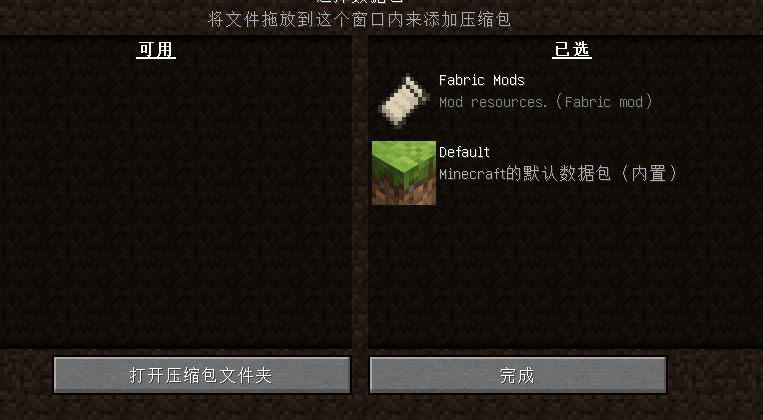 将文件拖放到这个窗口内来添加压缩包
可用
已选
Fabric Mods
Mod resources. (Fabric mod)
Default
Minecraft的默认数据包（内置）
打开压缩包文件夹
完成